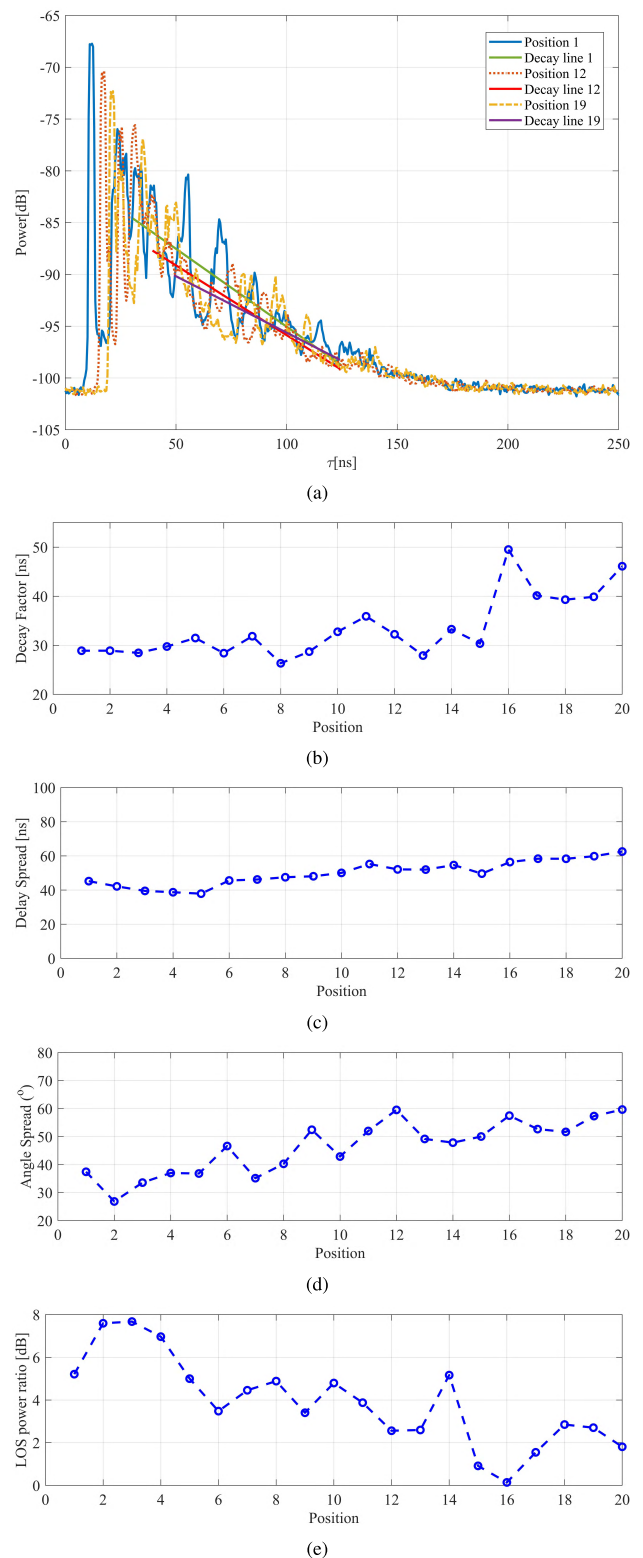 -65
-70
-75
-80
-85
-90
-95
-100
-105
Power[dB]
Position 1
Decay line 1
Position 12
Decay line 12
Position 19
Decay line 19
0 50 100 150 200 250
τ[ns]
(a)
50
40
30
20
Decay Factor [ns]
0 2 4 6 8 10 12 14 16 18 20
Position
(b)
100
80
60
40
20
0
Delay Spread [ns]
0 2 4 6 8 10 12 14 16 18 20
Position
(c)
80
70
60
50
40
30
20
Angle Spread (°)
0 2 4 6 8 10 12 14 16 18 20
Position
(d)
8
6
4
2
0
LOS power ratio [dB]
0 2 4 6 8 10 12 14 16 18 20
Position
(e)